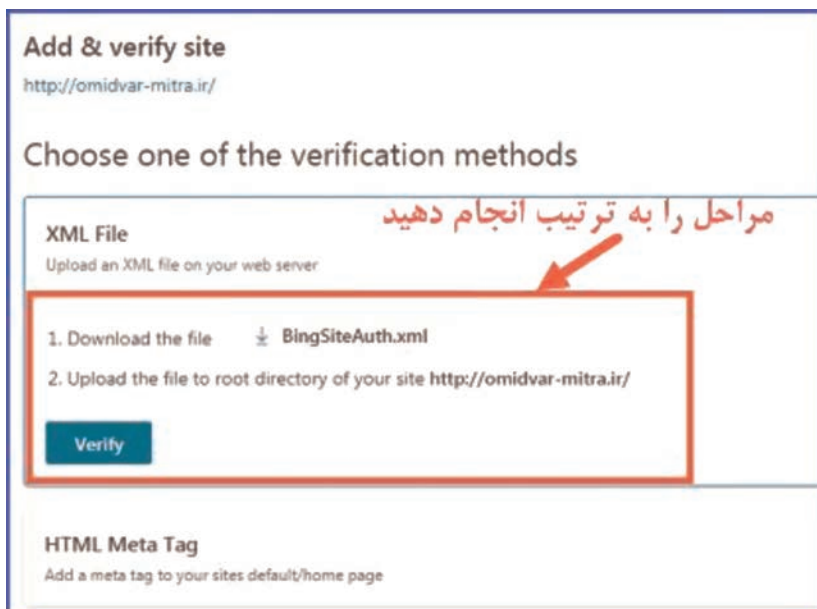 Add & verify site
http://omidvar-mitra.ir/
Choose one of the verification methods
مراحل را به ترتیب انجام دهید
XML File
Upload an XML file on your web server
1. Download the file BingSiteAuth.xml
2. Upload the file to root directory of your site http://omidvar-mitra.ir/
Verify
HTML Meta Tag
Add a meta tag to your sites default/home page